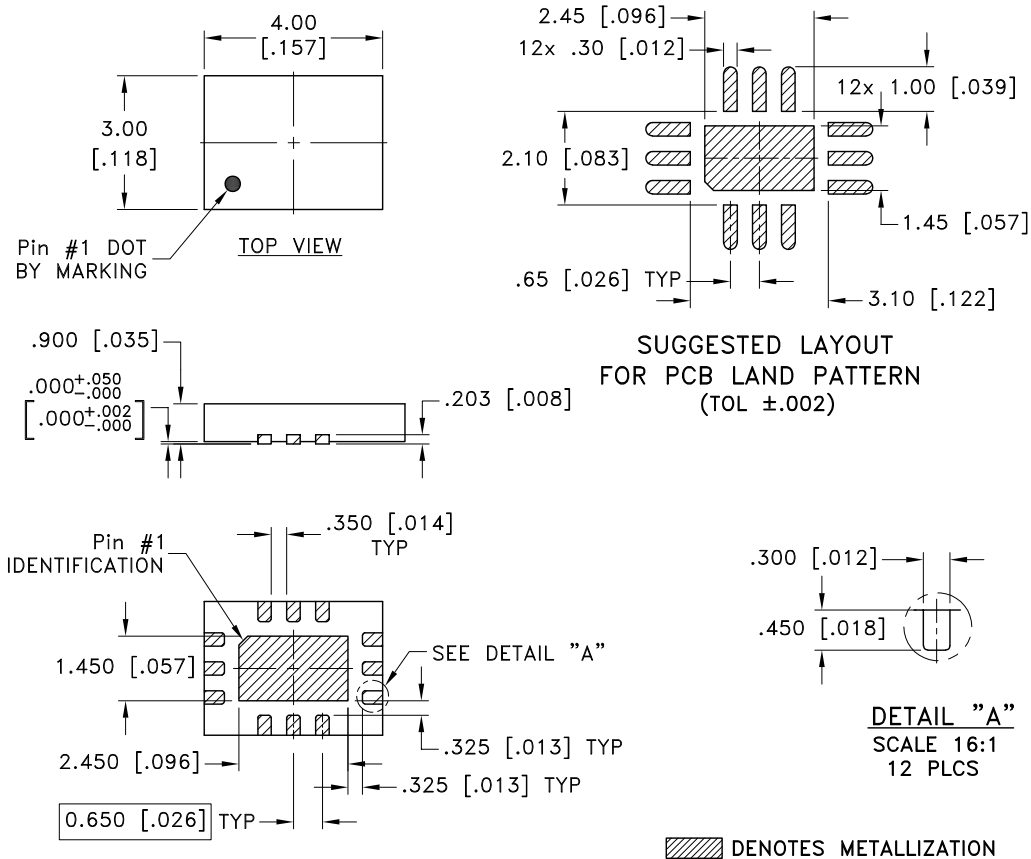 4.00
[.157]
3.00
[.118]
Pin #1 DOT
BY MARKING
TOP VIEW
2.45 [.096]
12x .30 [.012]
12x 1.00 [.039]
2.10 [.083]
1.45 [.057]
.65 [.026] TYP
3.10 [.122]
SUGGESTED LAYOUT
FOR PCB LAND PATTERN
(TOL ±.002)
.900 [.035]
.000+.050
-.000
[.000+.002
-.000]
.203 [.008]
Pin #1
IDENTIFICATION
.350 [.014]
TYP
1.450 [.057]
SEE DETAIL "A"
2.450 [.096]
.325 [.013] TYP
.325 [.013] TYP
0.650 [.026] TYP
.300 [.012]
.450 [.018]
DETAIL "A"
SCALE 16:1
12 PLCS
DENOTES METALLIZATION